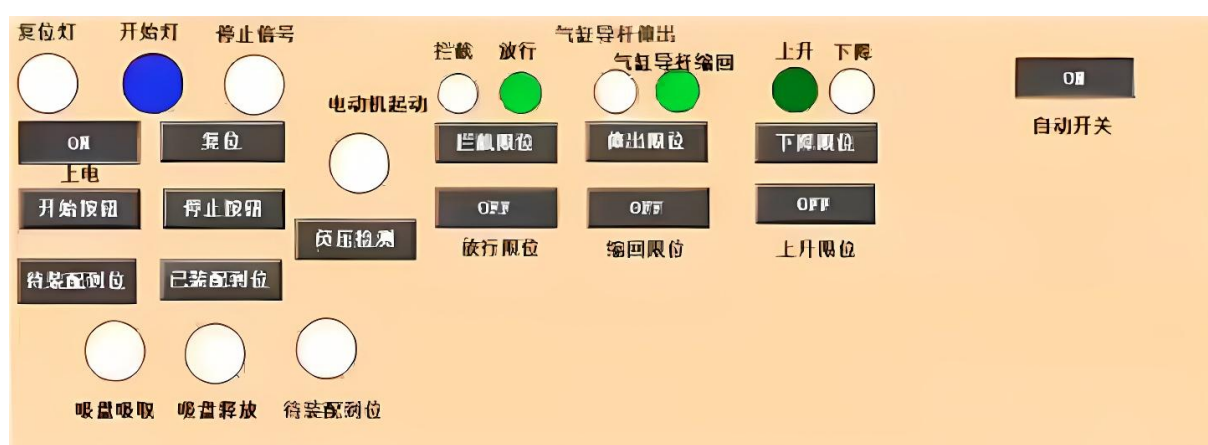 复位灯 开始灯 停止信号
气缸导杆伸出
拦截 放行 气缸导杆缩回 上升 下降
ON
电动机起动
自动开关
ON 复位
拦截限位 伸出限位 下降限位
上电
开始按钮 停止按钮
OFF OFF OFF
负压检测
放行限位 缩回限位 上升限位
待装配到位 已装配到位
吸盘吸取 吸盘释放 待装配到位